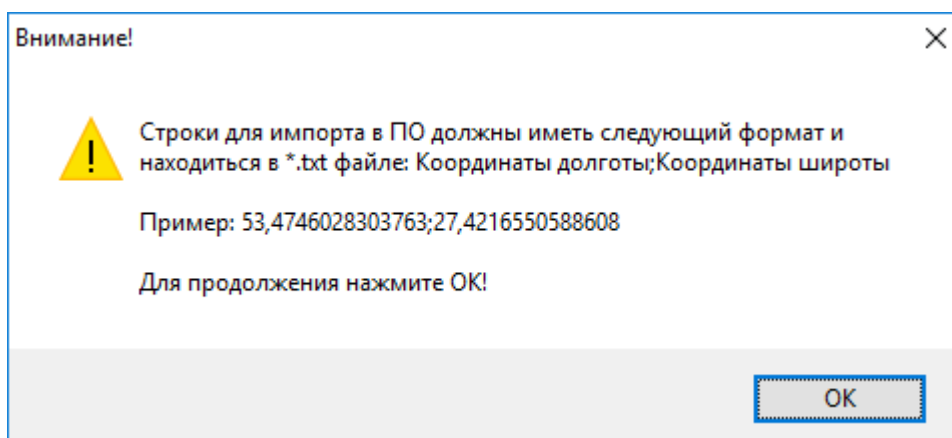 Внимание!
Строки для импорта в ПО должны иметь следующий формат и
находиться в *.txt файле: Координаты долготы;Координаты широты
Пример: 53,4746028303763;27,4216550588608
Для продолжения нажмите ОК!
ОК